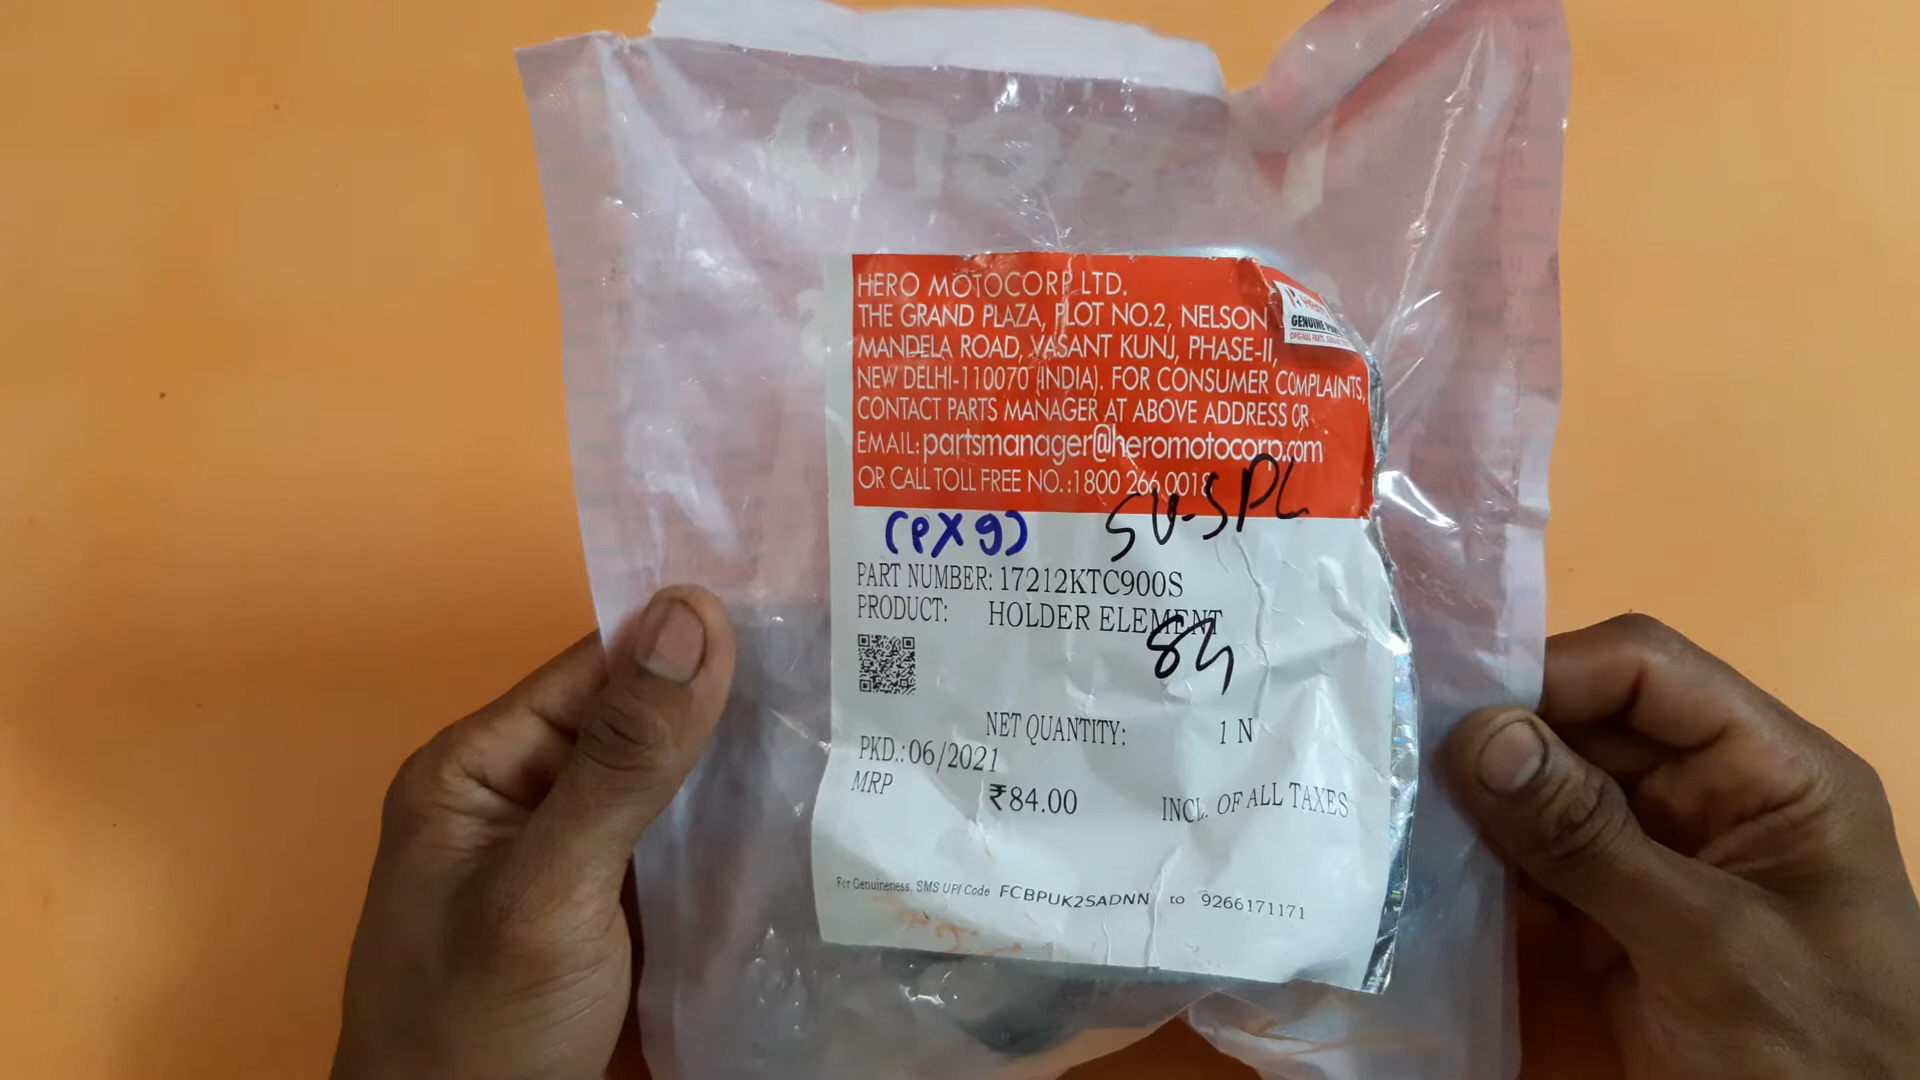 Hero
HERO MOTOCORP LTD.
THE GRAND PLAZA, PLOT NO.2, NELSON
MANDELA ROAD, VASANT KUNJ, PHASE-II,
NEW DELHI-110070 (INDIA). FOR CONSUMER COMPLAINTS,
CONTACT PARTS MANAGER AT ABOVE ADDRESS OR
EMAIL: partsmanager@heromotocorp.com
OR CALL TOLL FREE NO.:1800 266 0018
GENUINE
(PX9) SU-SPL
PART NUMBER: 17212KTC900S
PRODUCT: HOLDER ELEMENT
84
NET QUANTITY: 1 N
PKD.: 06/2021
MRP ₹84.00 INCL. OF ALL TAXES
For Genuineness, SMS UPI Code FCBPUK2SADNN to 9266171171